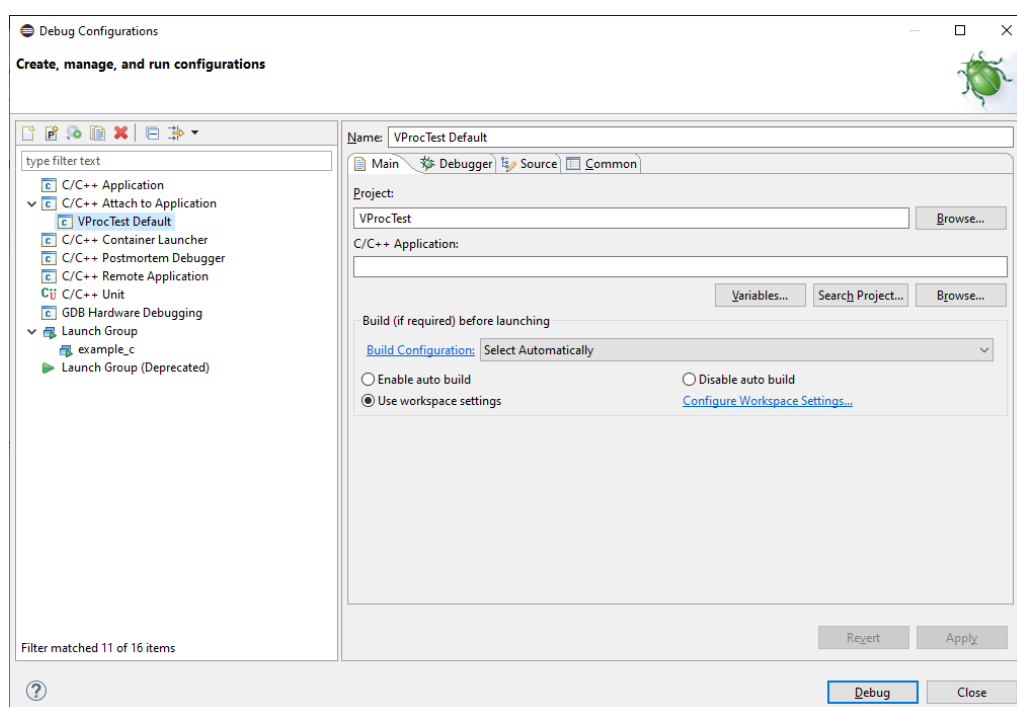 Debug Configurations
Create, manage, and run configurations
type filter text
C/C++ Application
C/C++ Attach to Application
VProcTest Default
C/C++ Container Launcher
C/C++ Postmortem Debugger
C/C++ Remote Application
C/C++ Unit
GDB Hardware Debugging
Launch Group
example_c
Launch Group (Deprecated)
Filter matched 11 of 16 items
Name: VProcTest Default
Main Debugger Source Common
Project:
VProcTest Browse...
C/C++ Application:
Variables... Search Project... Browse...
Build (if required) before launching
Build Configuration: Select Automatically
Enable auto build Disable auto build
Use workspace settings Configure Workspace Settings...
Revert Apply
Debug Close